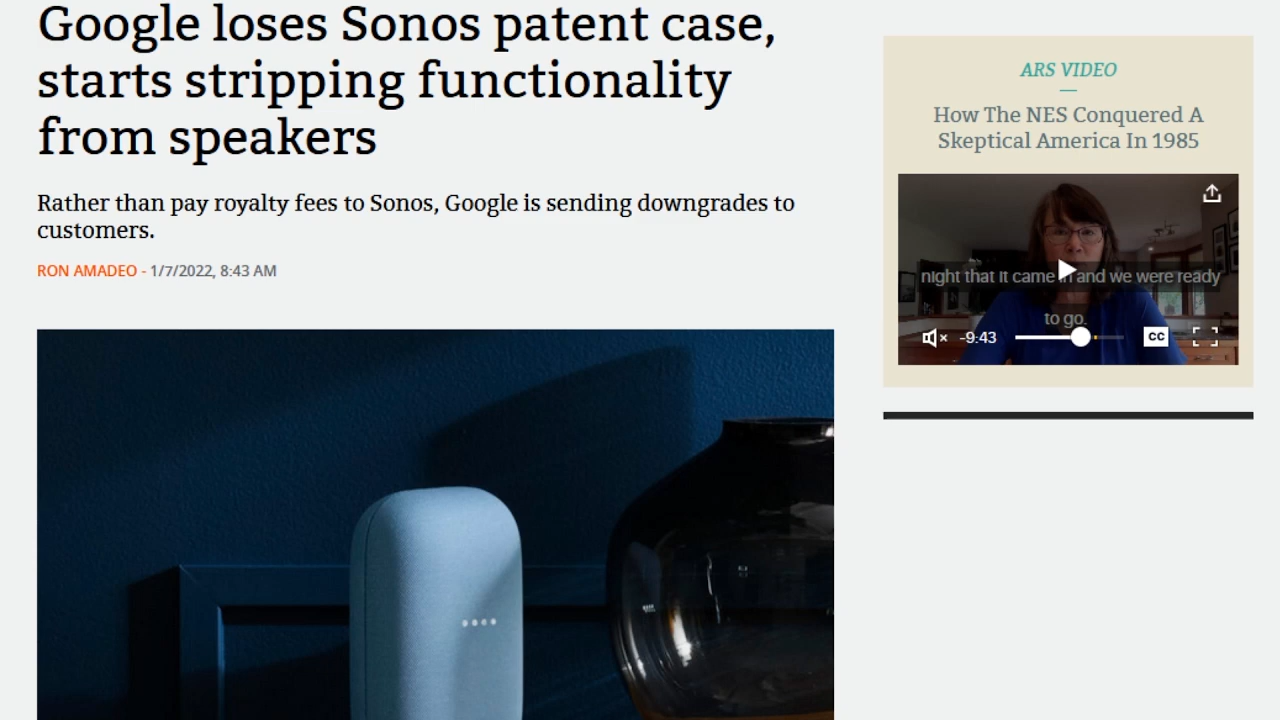 Google loses Sonos patent case,
starts stripping functionality
from speakers
Rather than pay royalty fees to Sonos, Google is sending downgrades to
customers.
RON AMADEO - 1/7/2022, 8:43 AM
ARS VIDEO
How The NES Conquered A
Skeptical America In 1985
night that it came in and we were ready
to go.
-9:43
CC